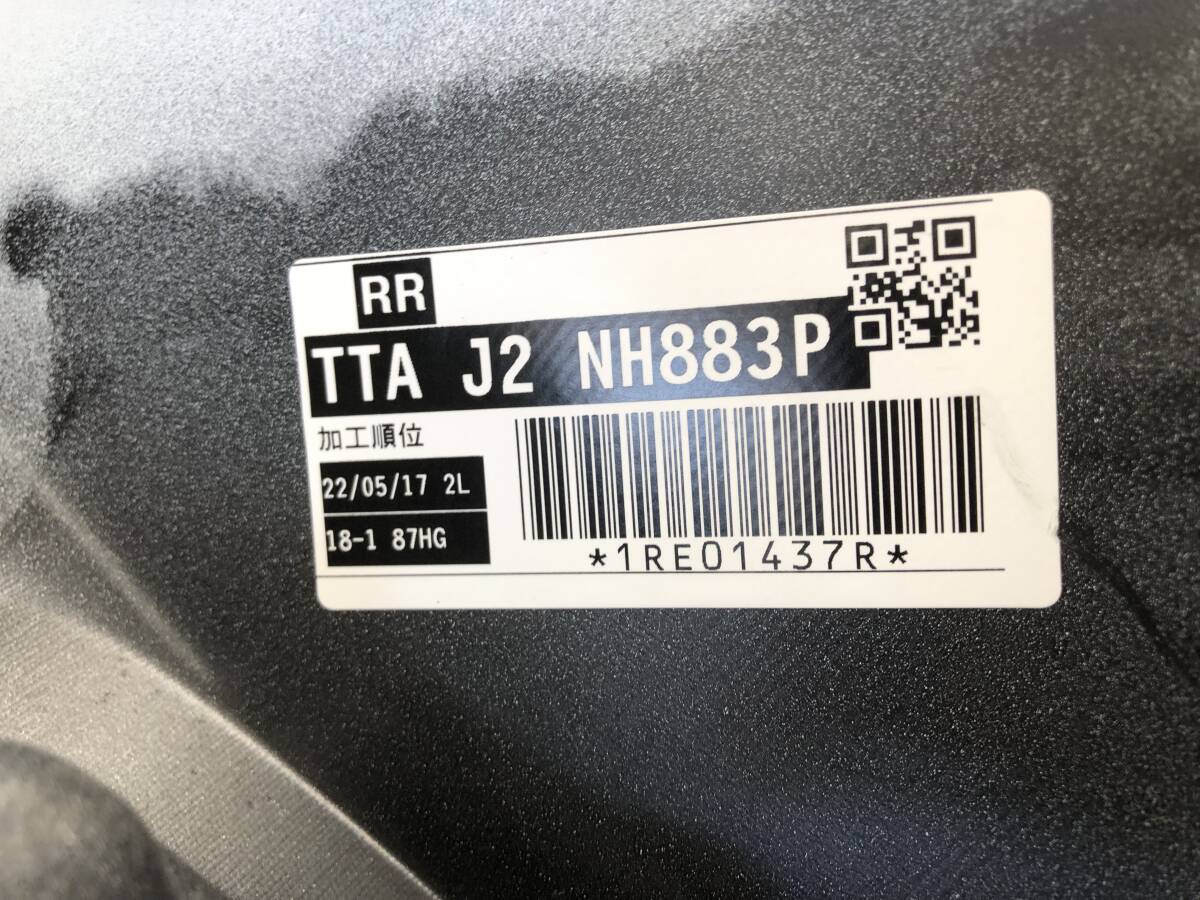 RR
TTA J2 NH883P
加工順位
22/05/17 2L
18-1 87HG
*1RE01437R*